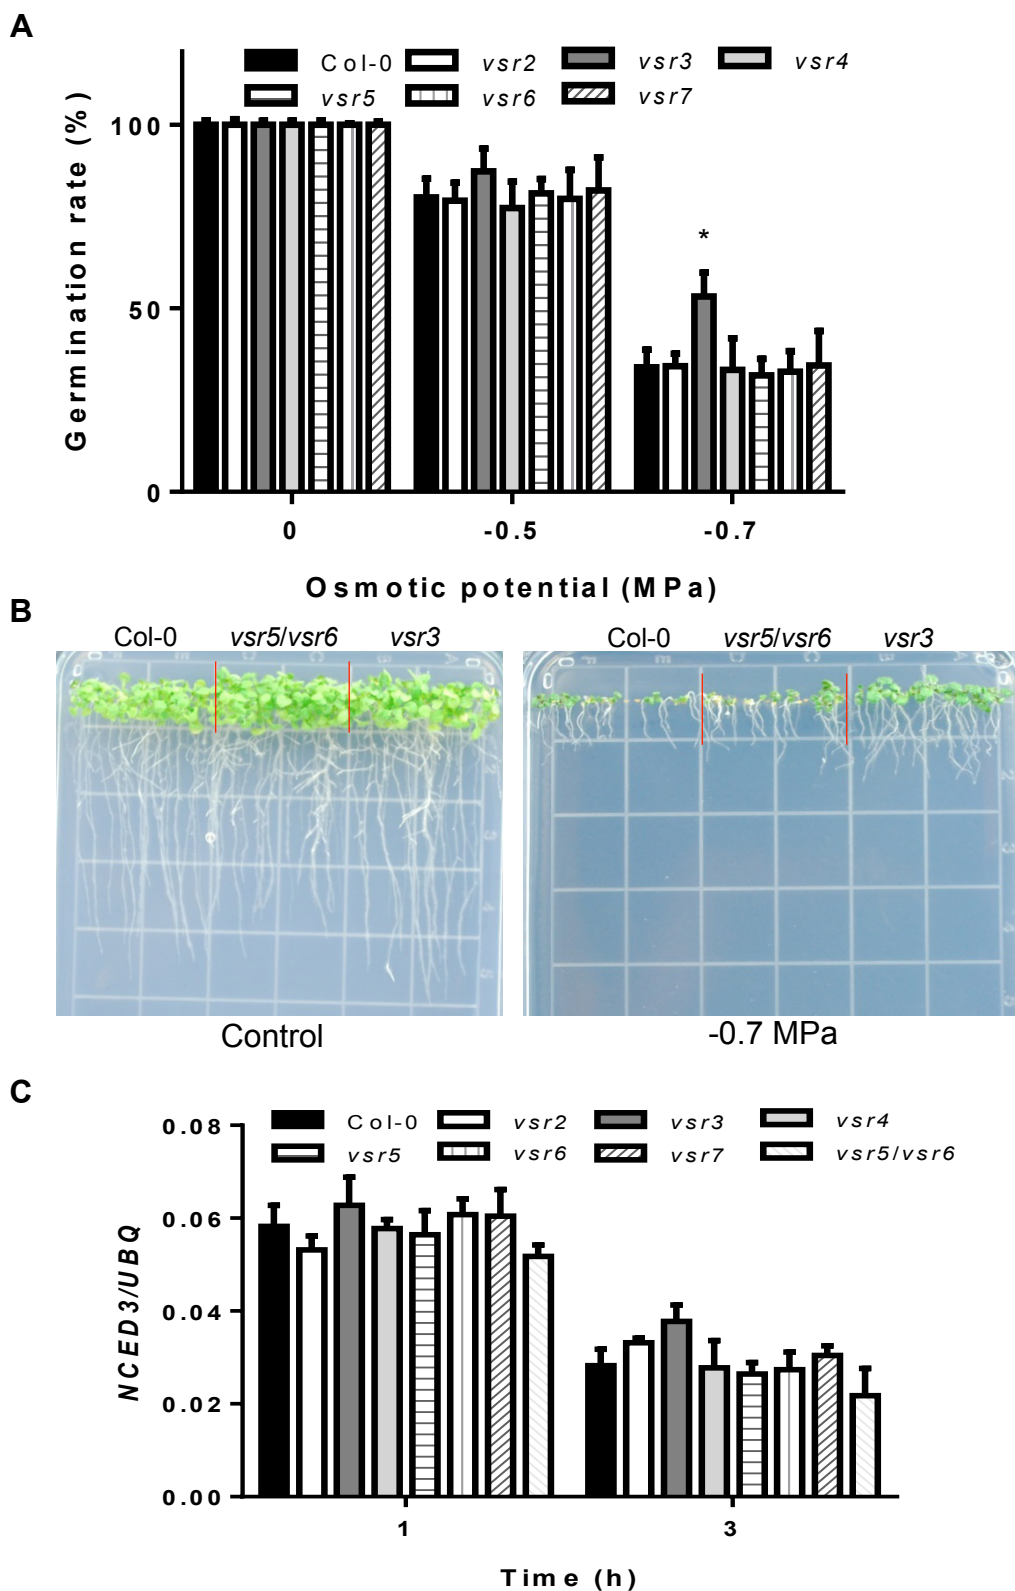 A
Col-0 vsr2 vsr3 vsr4
vsr5 vsr6 vsr7
Germination rate (%)
100
50
0
*
0 -0.5 -0.7
Osmotic potential (MPa)
B
Col-0 vsr5/vsr6 vsr3
Col-0 vsr5/vsr6 vsr3
Control
-0.7 MPa
C
Col-0 vsr2 vsr3 vsr4
vsr5 vsr6 vsr7 vsr5/vsr6
NCED3/UBQ
0.08
0.06
0.04
0.02
0.00
1 3
Time (h)